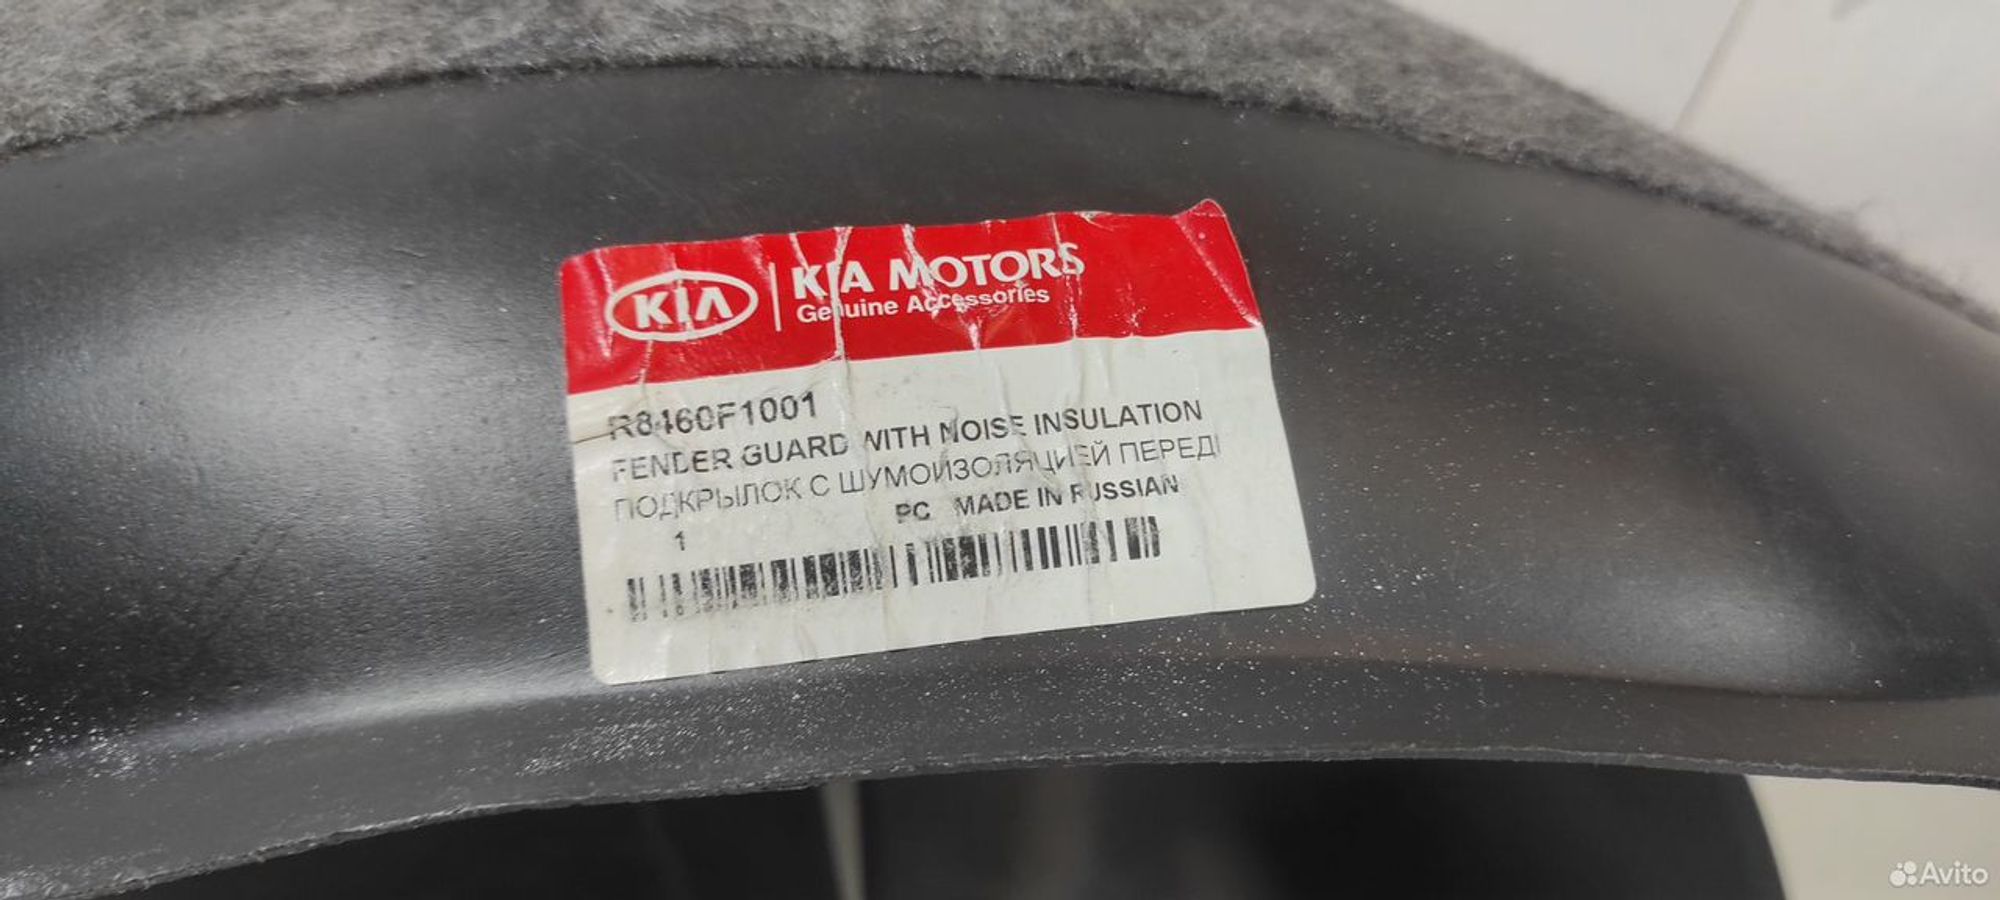 KIA
KIA MOTORS
Genuine Accessories
R8460F1001
FENDER GUARD WITH NOISE INSULATION
ПОДКРЫЛОК С ШУМОИЗОЛЯЦИЕЙ ПЕРЕД
1 PC MADE IN RUSSIAN
Avito